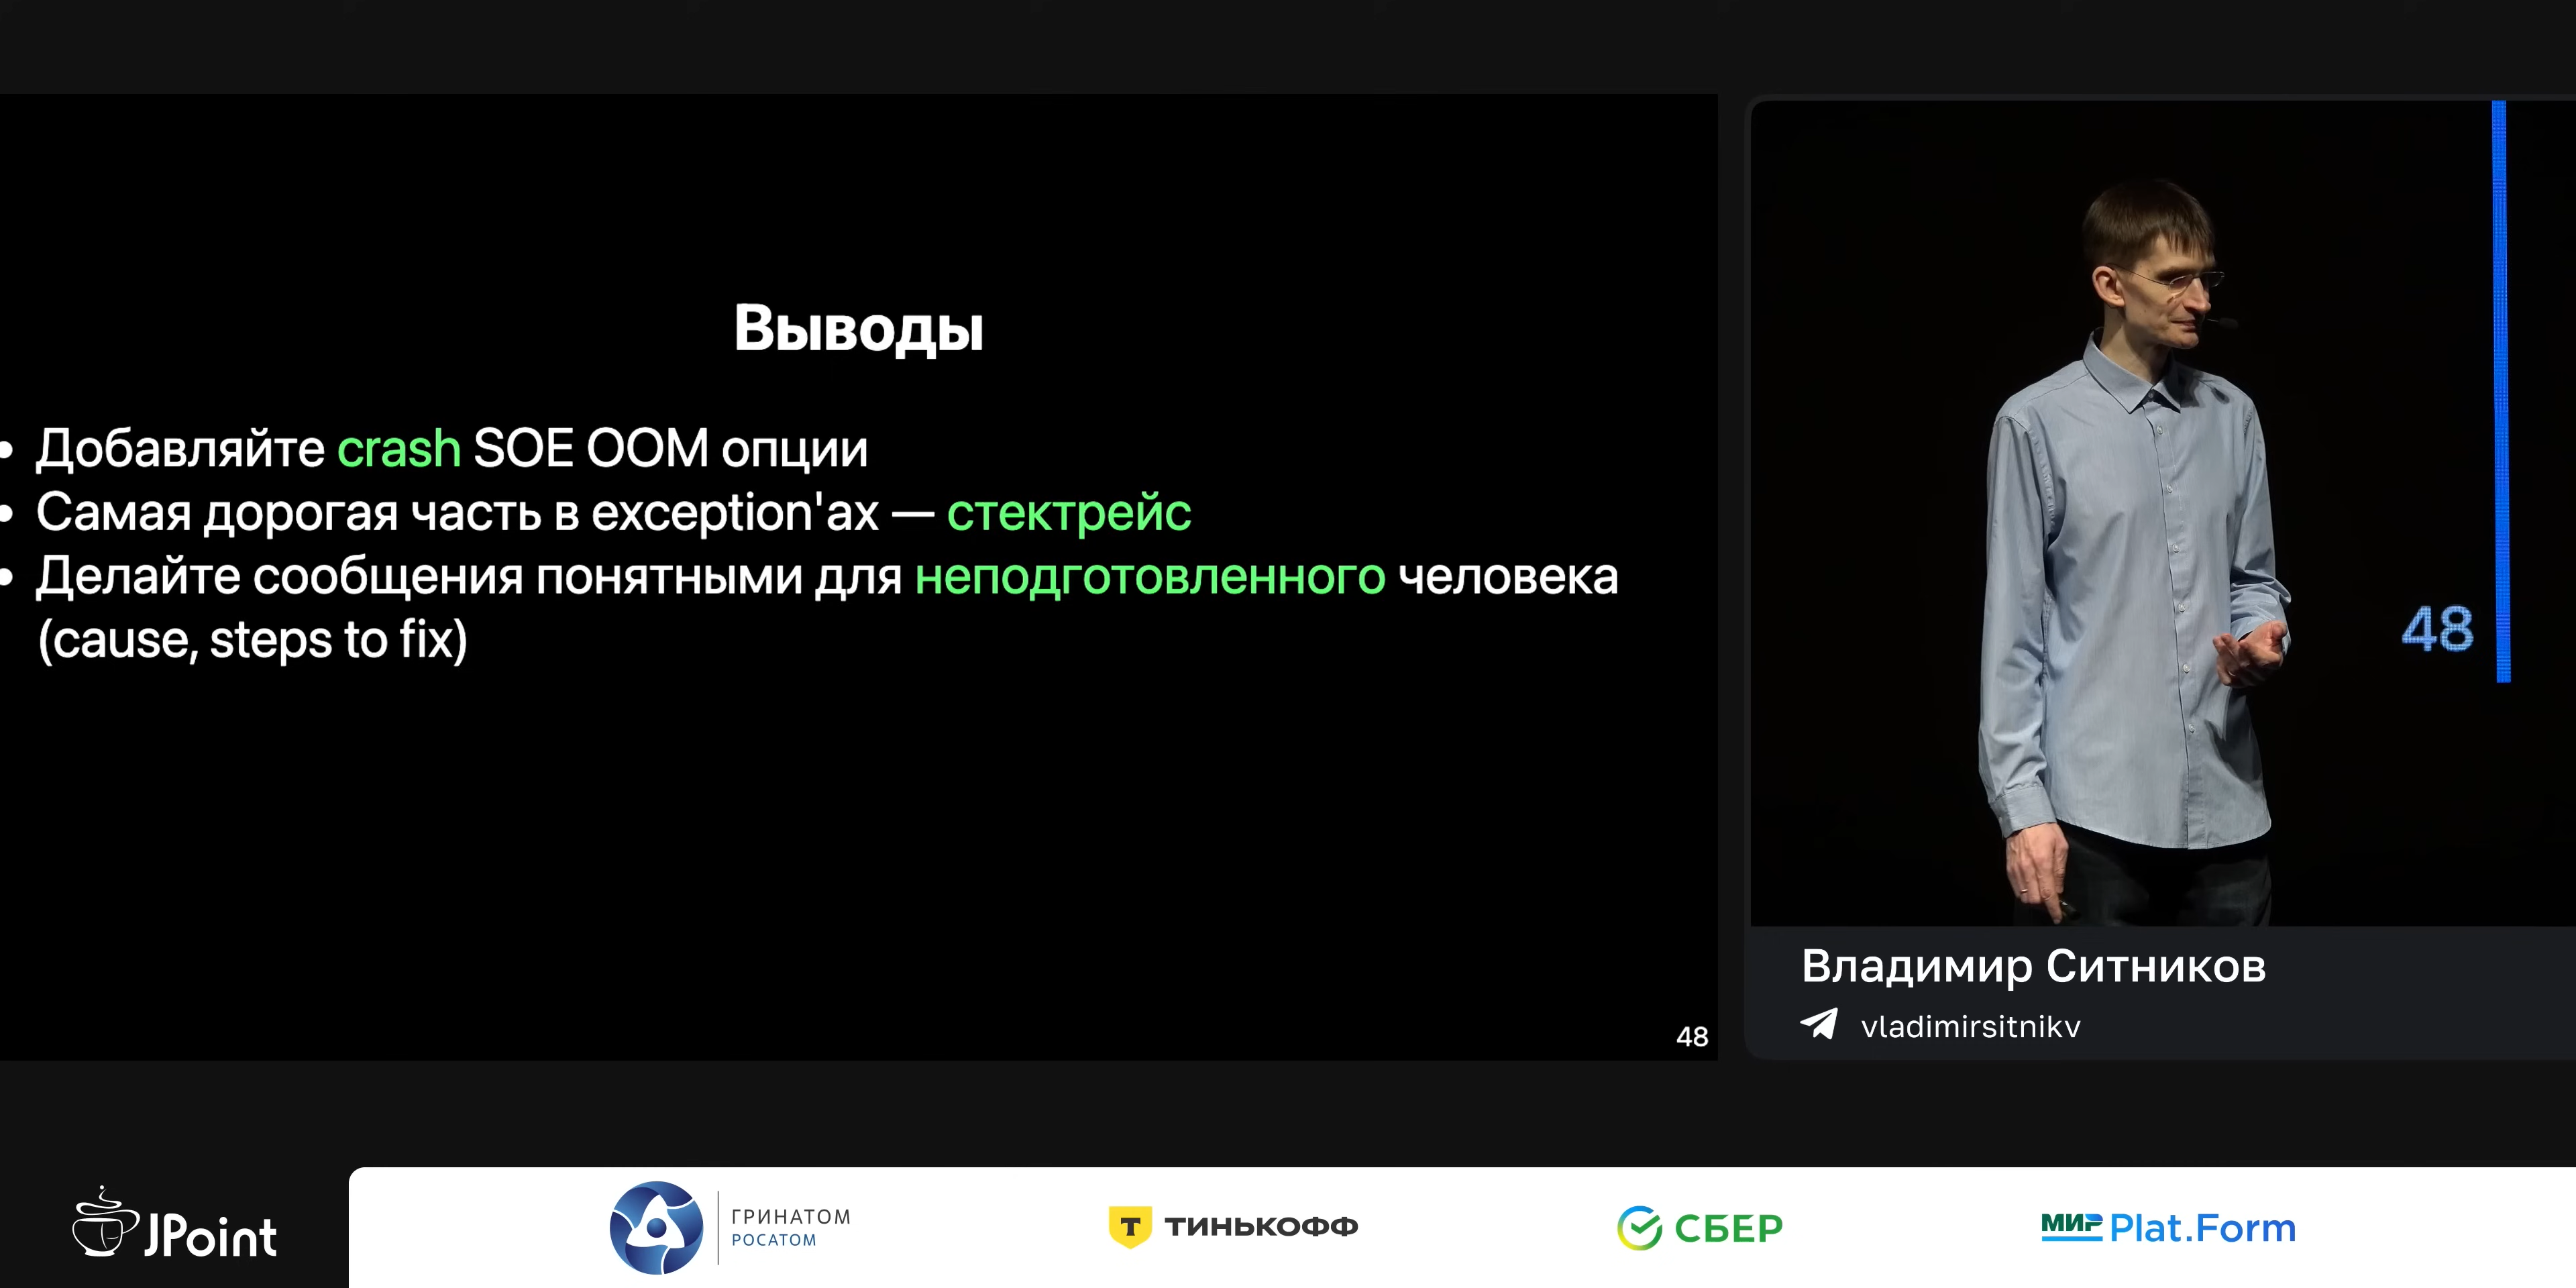 Выводы
• Добавляйте crash SOE OOM опции
• Самая дорогая часть в exception'ах — стектрейс
• Делайте сообщения понятными для неподготовленного человека
(cause, steps to fix)
48
48
Владимир Ситников
vladimirsitnikv
JPoint
ГРИНАТОМ
РОСАТОМ
Т ТИНЬКОФФ
СБЕР
МИР Plat.Form